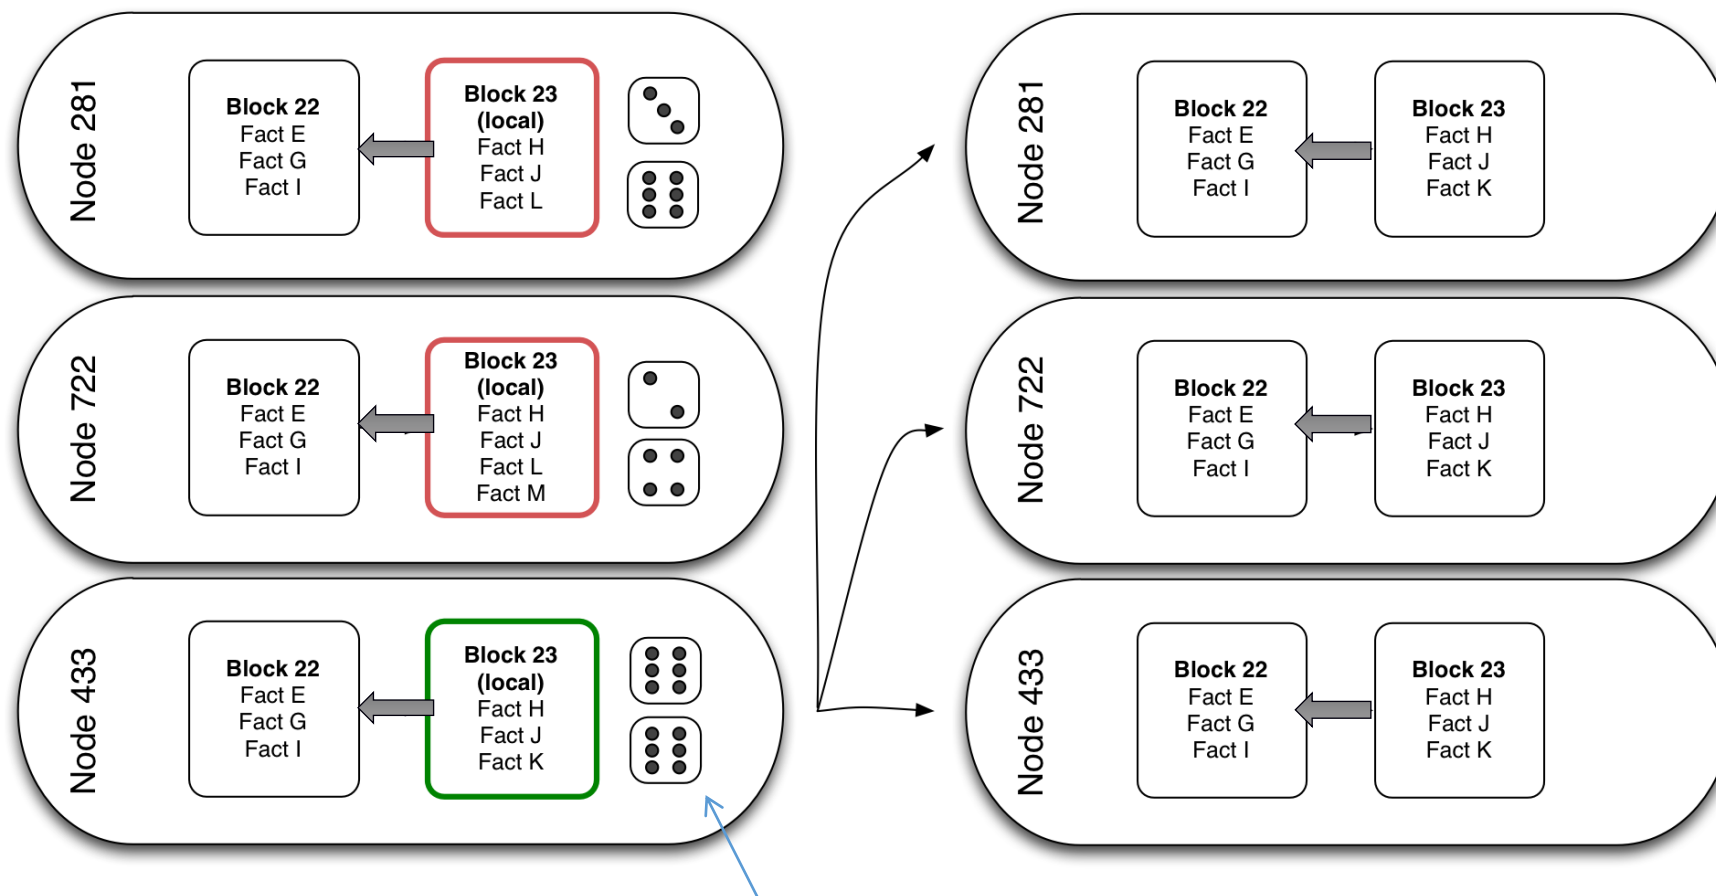 Node 281
Block 22
Fact E
Fact G
Fact I
Block 23
(local)
Fact H
Fact J
Fact L
Node 722
Block 22
Fact E
Fact G
Fact I
Block 23
(local)
Fact H
Fact J
Fact L
Fact M
Node 433
Block 22
Fact E
Fact G
Fact I
Block 23
(local)
Fact H
Fact J
Fact K
Node 281
Block 22
Fact E
Fact G
Fact I
Block 23
Fact H
Fact J
Fact K
Node 722
Block 22
Fact E
Fact G
Fact I
Block 23
Fact H
Fact J
Fact K
Node 433
Block 22
Fact E
Fact G
Fact I
Block 23
Fact H
Fact J
Fact K